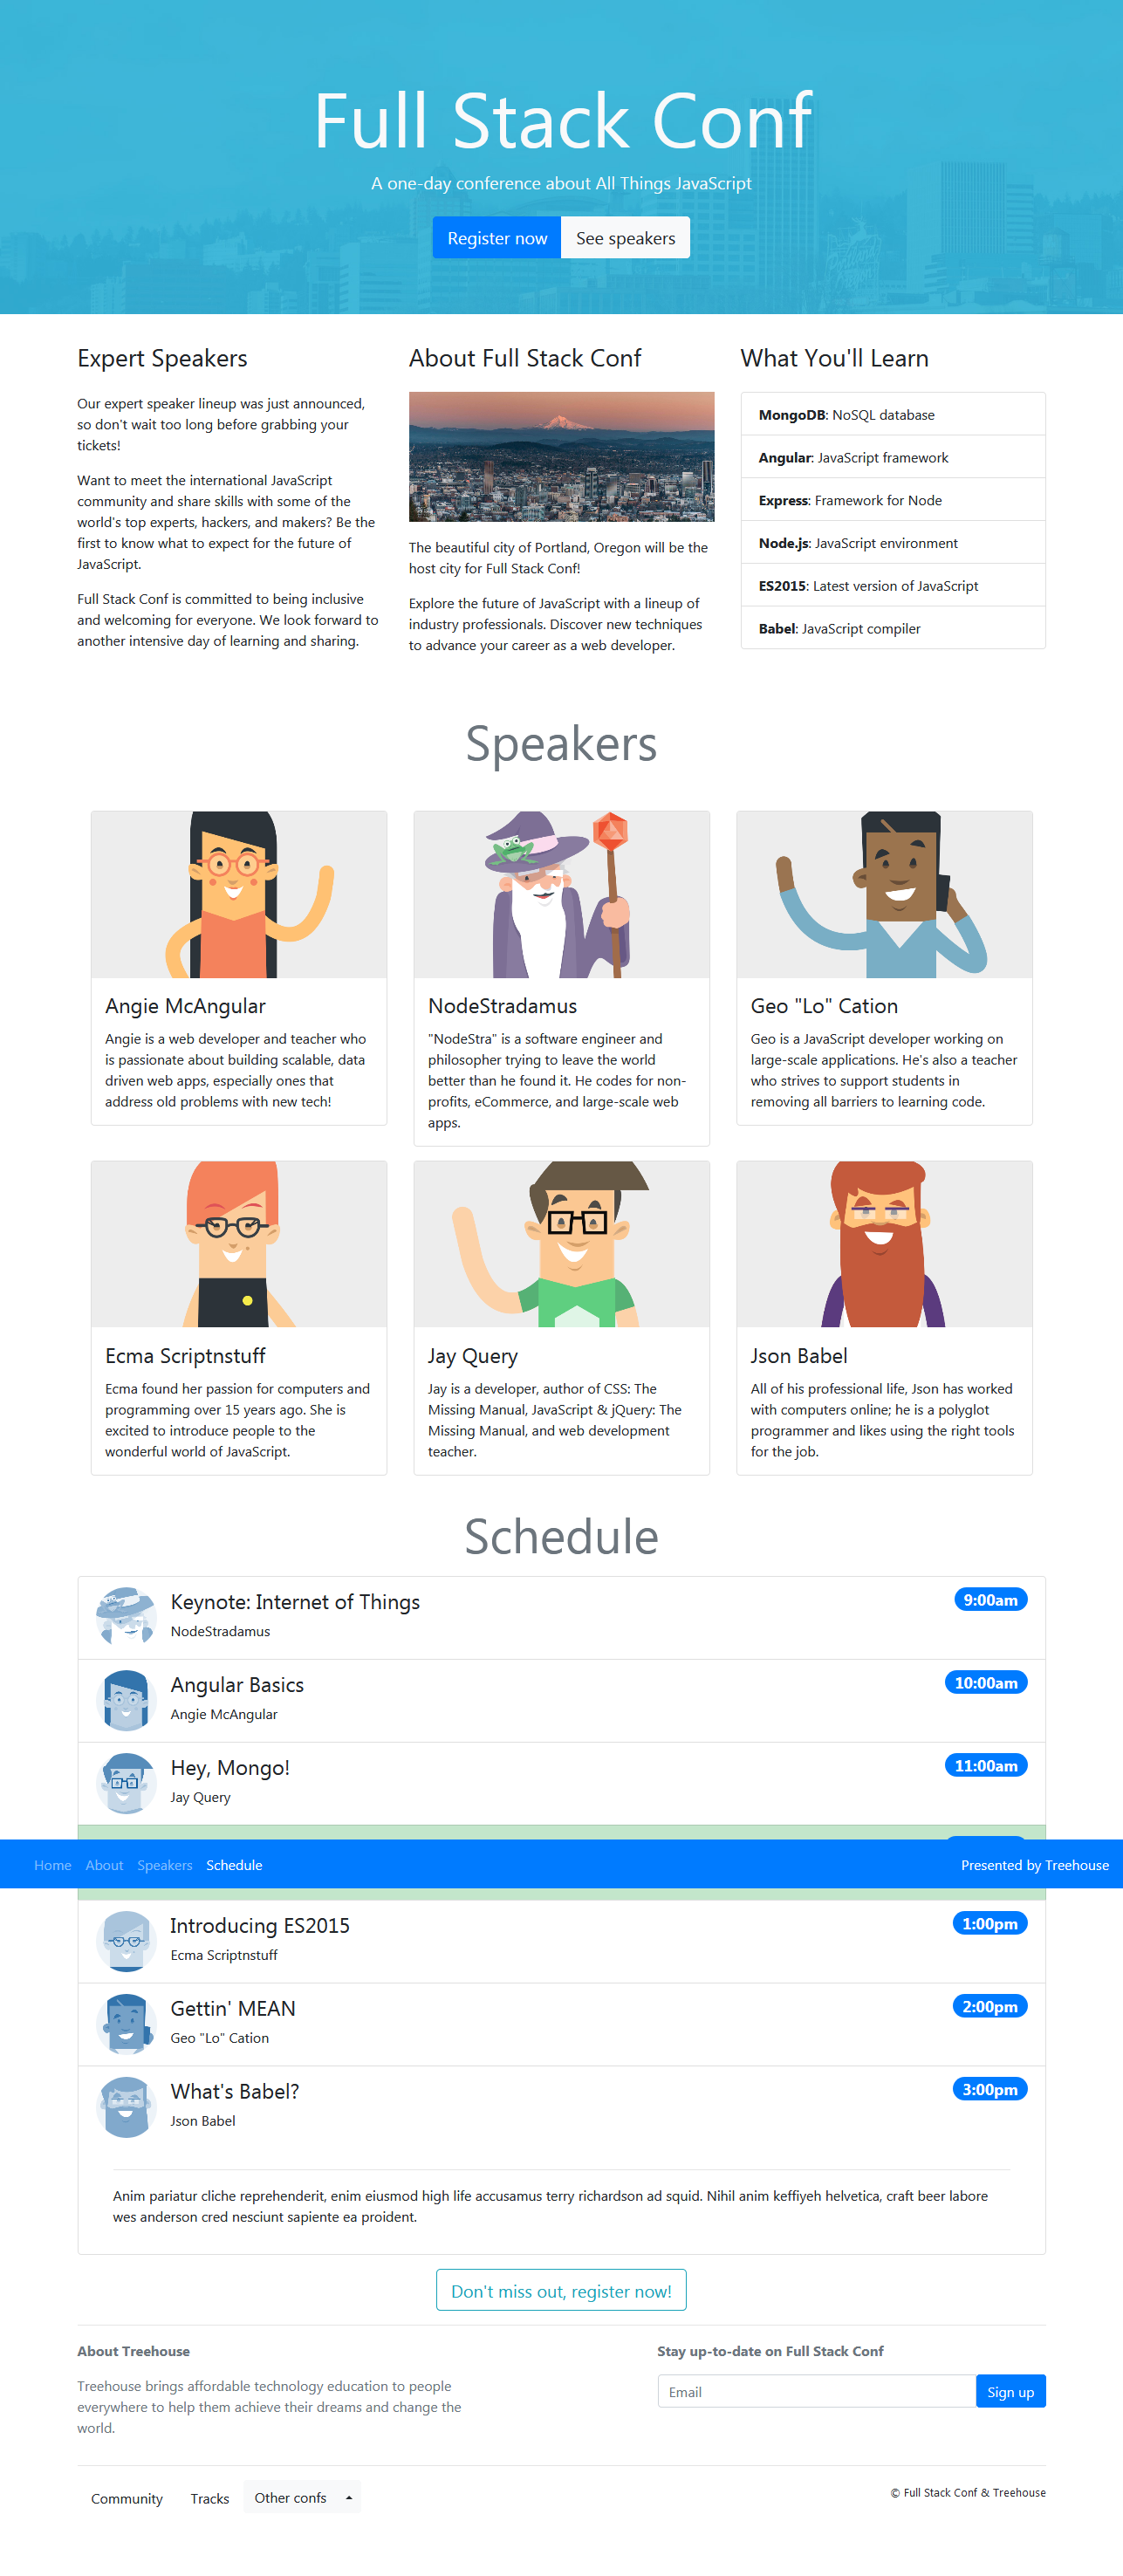 Full Stack Conf
A one-day conference about All Things JavaScript
Register now
See speakers
Expert Speakers
Our expert speaker lineup was just announced,
so don't wait too long before grabbing your
tickets!
Want to meet the international JavaScript
community and share skills with some of the
world's top experts, hackers, and makers? Be the
first to know what to expect for the future of
JavaScript.
Full Stack Conf is committed to being inclusive
and welcoming for everyone. We look forward to
another intensive day of learning and sharing.
About Full Stack Conf
The beautiful city of Portland, Oregon will be the
host city for Full Stack Conf!
Explore the future of JavaScript with a lineup of
industry professionals. Discover new techniques
to advance your career as a web developer.
What You'll Learn
MongoDB: NoSQL database
Angular: JavaScript framework
Express: Framework for Node
Node.js: JavaScript environment
ES2015: Latest version of JavaScript
Babel: JavaScript compiler
Speakers
Angie McAngular
Angie is a web developer and teacher who
is passionate about building scalable, data
driven web apps, especially ones that
address old problems with new tech!
NodeStradamus
"NodeStra" is a software engineer and
philosopher trying to leave the world
better than he found it. He codes for non-
profits, eCommerce, and large-scale web
apps.
Geo "Lo" Cation
Geo is a JavaScript developer working on
large-scale applications. He's also a teacher
who strives to support students in
removing all barriers to learning code.
Ecma Scriptnstuff
Ecma found her passion for computers and
programming over 15 years ago. She is
excited to introduce people to the
wonderful world of JavaScript.
Jay Query
Jay is a developer, author of CSS: The
Missing Manual, JavaScript & jQuery: The
Missing Manual, and web development
teacher.
Json Babel
All of his professional life, Json has worked
with computers online; he is a polyglot
programmer and likes using the right tools
for the job.
Schedule
Keynote: Internet of Things
9:00am
NodeStradamus
Angular Basics
10:00am
Angie McAngular
Hey, Mongo!
11:00am
Jay Query
Home
About
Speakers
Schedule
Presented by Treehouse
Introducing ES2015
1:00pm
Ecma Scriptnstuff
Gettin' MEAN
2:00pm
Geo "Lo" Cation
What's Babel?
3:00pm
Json Babel
Anim pariatur cliche reprehenderit, enim eiusmod high life accusamus terry richardson ad squid. Nihil anim keffiyeh helvetica, craft beer labore
wes anderson cred nesciunt sapiente ea proident.
Don't miss out, register now!
About Treehouse
Treehouse brings affordable technology education to people
everywhere to help them achieve their dreams and change the
world.
Stay up-to-date on Full Stack Conf
Email
Sign up
Community
Tracks
Other confs
© Full Stack Conf & Treehouse